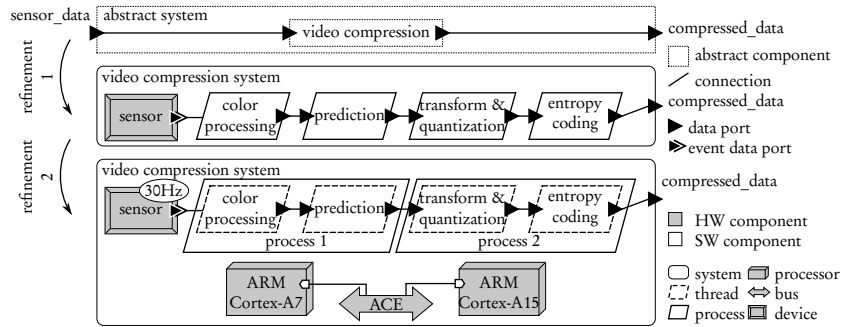 sensor_data
abstract system
video compression
compressed_data
abstract component
connection
refinement
1
video compression system
sensor
color
processing
prediction
transform &
quantization
entropy
coding
compressed_data
data port
event data port
refinement
2
video compression system
30Hz
sensor
color
processing
prediction
process 1
transform &
quantization
entropy
coding
process 2
compressed_data
HW component
SW component
ARM
Cortex-A7
ACE
ARM
Cortex-A15
system
processor
thread
bus
process
device